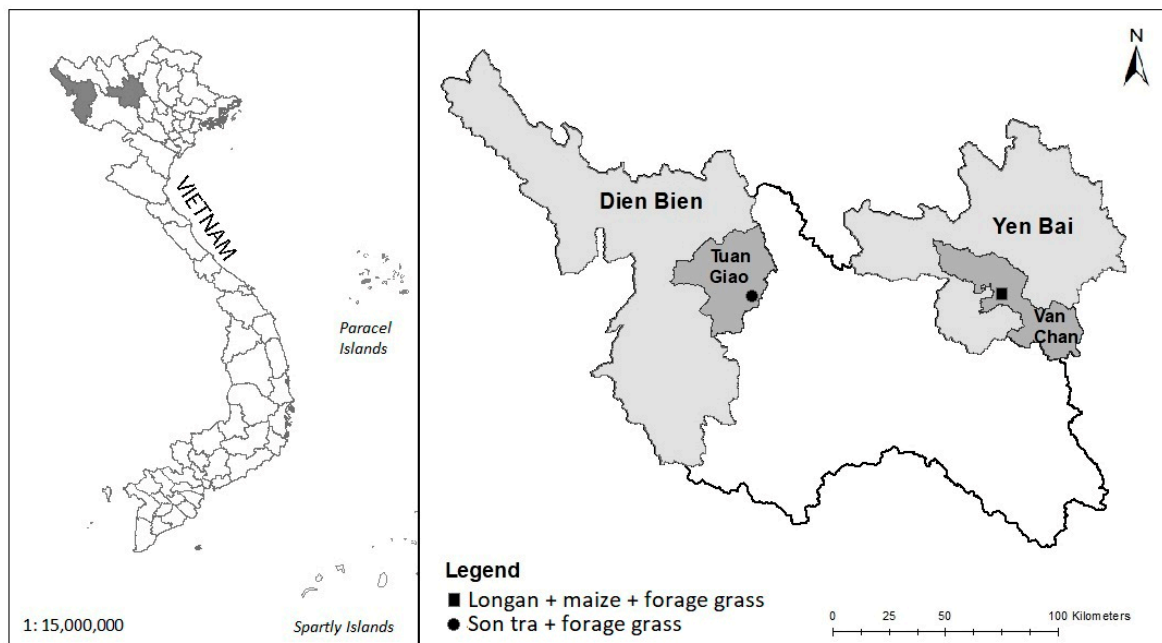 VIETNAM
Paracel
Islands
1: 15,000,000
Spartly Islands
N
Dien Bien
Yen Bai
Tuan
Giao
Van
Chan
Legend
Longan + maize + forage grass
Son tra + forage grass
0 25 50 100 Kilometers